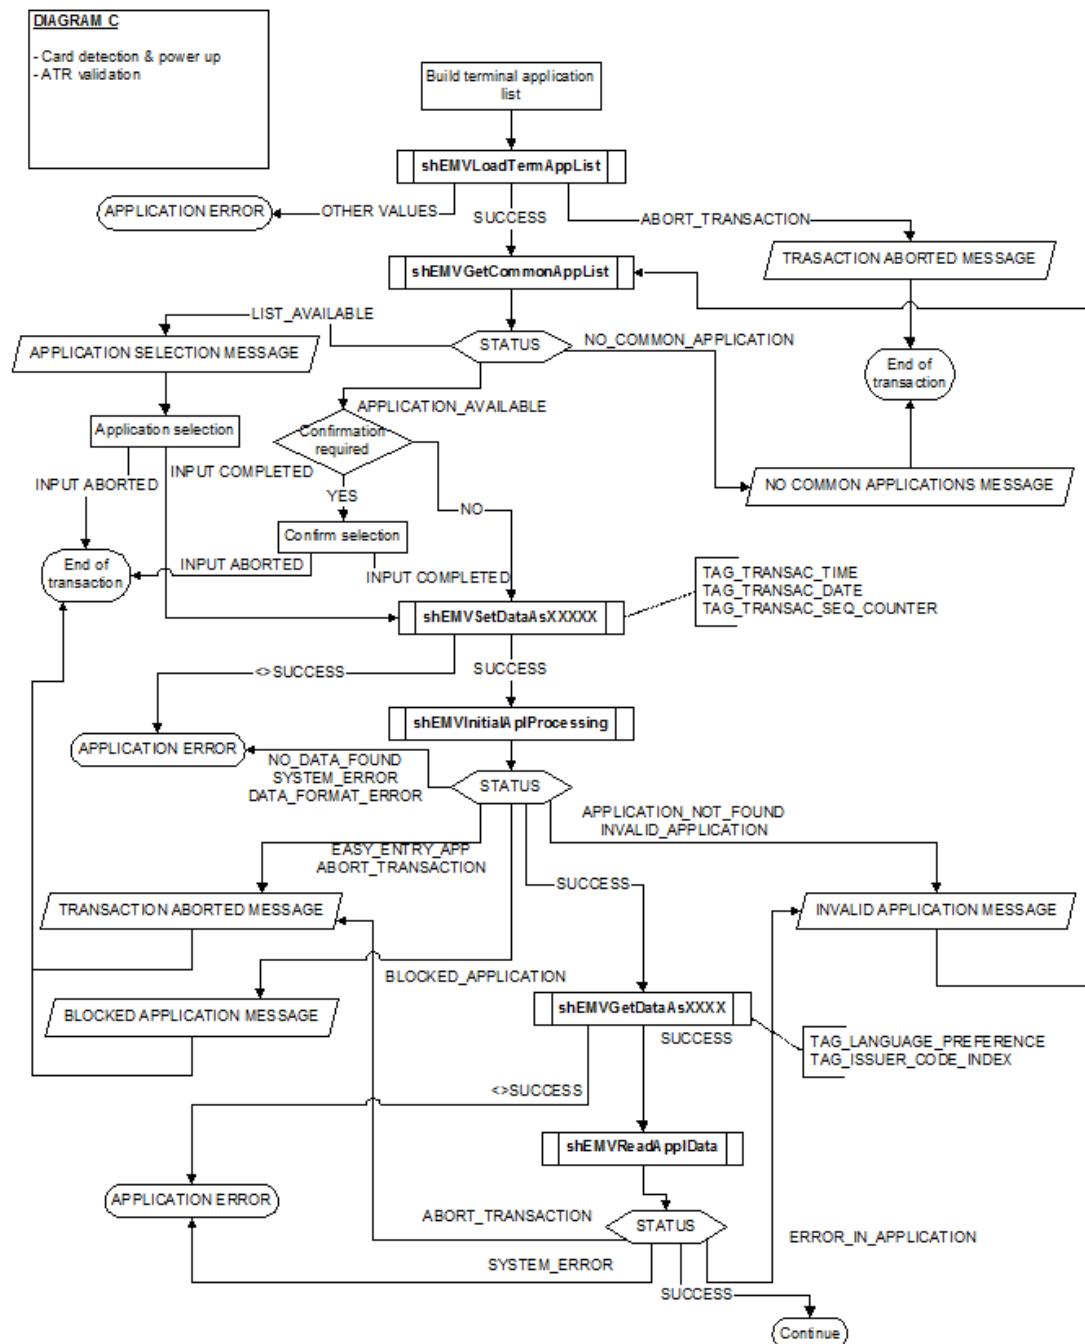 DIAGRAM C
- Card detection & power up
- ATR validation
Build terminal application
list
shEMVLoadTermAppList
APPLICATION ERROR
OTHER VALUES
SUCCESS
ABORT_TRANSACTION
TRASACTION ABORTED MESSAGE
shEMVGetCommonAppList
LIST_AVAILABLE
APPLICATION SELECTION MESSAGE
STATUS
NO_COMMON_APPLICATION
End of
transaction
APPLICATION_AVAILABLE
Application selection
Confirmation
required
INPUT COMPLETED
INPUT ABORTED
YES
NO
NO COMMON APPLICATIONS MESSAGE
Confirm selection
End of
transaction
INPUT ABORTED
INPUT COMPLETED
TAG_TRANSAC_TIME
TAG_TRANSAC_DATE
TAG_TRANSAC_SEQ_COUNTER
shEMVSetDataAsXXXXX
<>SUCCESS
SUCCESS
shEMVInitialAplProcessing
APPLICATION ERROR
NO_DATA_FOUND
SYSTEM_ERROR
DATA_FORMAT_ERROR
STATUS
APPLICATION_NOT_FOUND
INVALID_APPLICATION
EASY_ENTRY_APP
ABORT_TRANSACTION
SUCCESS
TRANSACTION ABORTED MESSAGE
INVALID APPLICATION MESSAGE
BLOCKED_APPLICATION
BLOCKED APPLICATION MESSAGE
shEMVGetDataAsXXXX
SUCCESS
TAG_LANGUAGE_PREFERENCE
TAG_ISSUER_CODE_INDEX
<>SUCCESS
shEMVReadApplData
APPLICATION ERROR
ABORT_TRANSACTION
STATUS
ERROR_IN_APPLICATION
SYSTEM_ERROR
SUCCESS
Continue